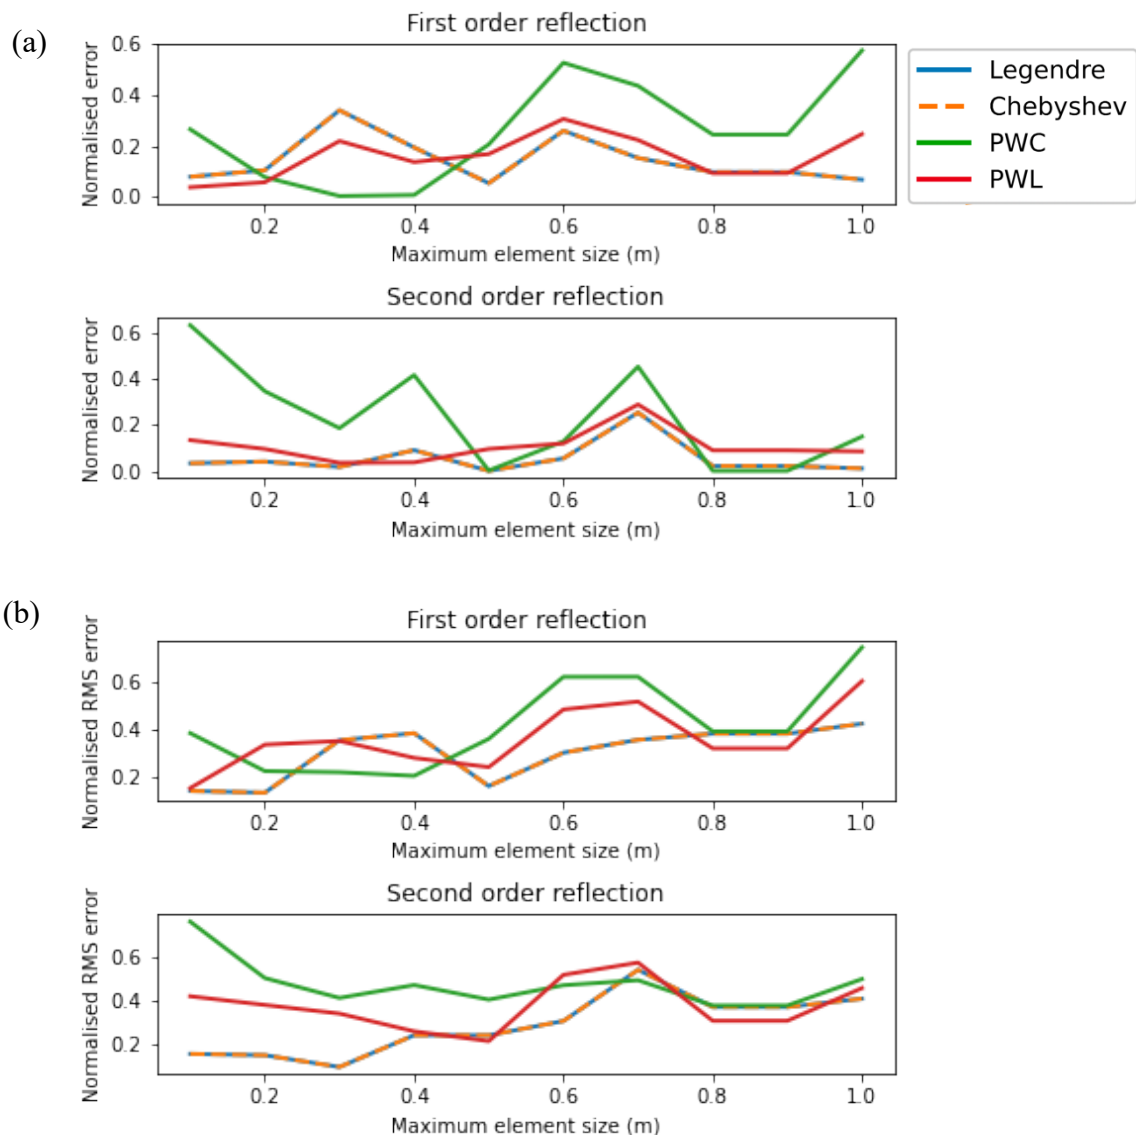 (a)
First order reflection
Normalised error
0.6
0.4
0.2
0.0
0.2 0.4 0.6 0.8 1.0
Maximum element size (m)
Legendre
Chebyshev
PWC
PWL
Second order reflection
Normalised error
0.6
0.4
0.2
0.0
0.2 0.4 0.6 0.8 1.0
Maximum element size (m)
(b)
First order reflection
Normalised RMS error
0.6
0.4
0.2
0.2 0.4 0.6 0.8 1.0
Maximum element size (m)
Second order reflection
Normalised RMS error
0.6
0.4
0.2
0.2 0.4 0.6 0.8 1.0
Maximum element size (m)